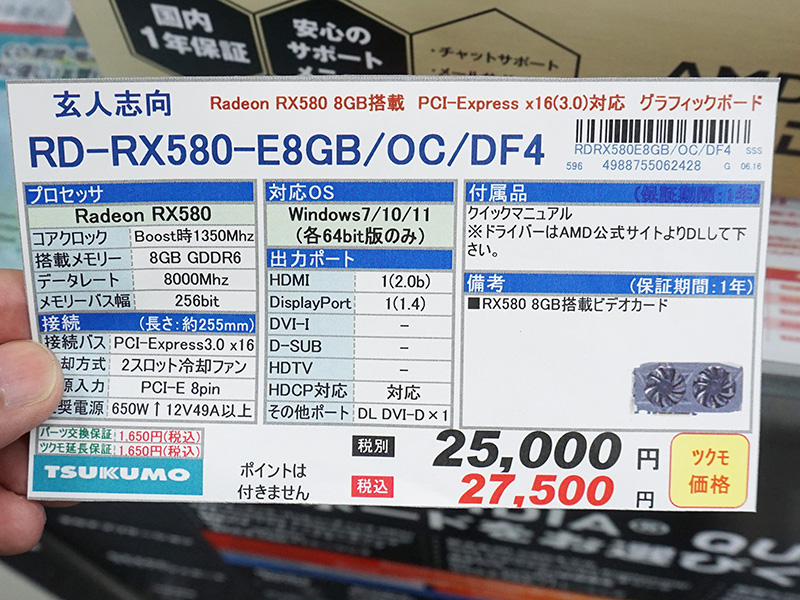 国内
1年保証
安心の
サポート
・チャットサポート
AMD
玄人志向
Radeon RX580 8GB搭載 PCI-Express x16(3.0)対応 グラフィックボード
RD-RX580-E8GB/OC/DF4
RDRX580E8GB/OC/DF4 SSS
596 4988755062428 G 06.16
プロセッサ
Radeon RX580
コアクロック Boost時1350Mhz
搭載メモリー 8GB GDDR6
データレート 8000Mhz
メモリーバス幅 256bit
接続 (長さ:約255mm)
接続バス PCI-Express3.0 x16
却方式 2スロット冷却ファン
源入力 PCI-E 8pin
奨電源 650W↑12V49A以上
対応OS
Windows7/10/11
(各64bit版のみ)
出力ポート
HDMI 1(2.0b)
DisplayPort 1(1.4)
DVI-I －
D-SUB －
HDTV －
HDCP対応 対応
その他ポート DL DVI-D×1
付属品 (保証期間:1年)
クイックマニュアル
※ドライバーはAMD公式サイトよりDLして下
さい。
備考 (保証期間:1年)
■RX580 8GB搭載ビデオカード
パーツ交換保証 1,650円(税込)
ツクモ延長保証 1,650円(税込)
TSUKUMO
ポイントは
付きません
税別 25,000 円
税込 27,500 円
ツクモ
価格